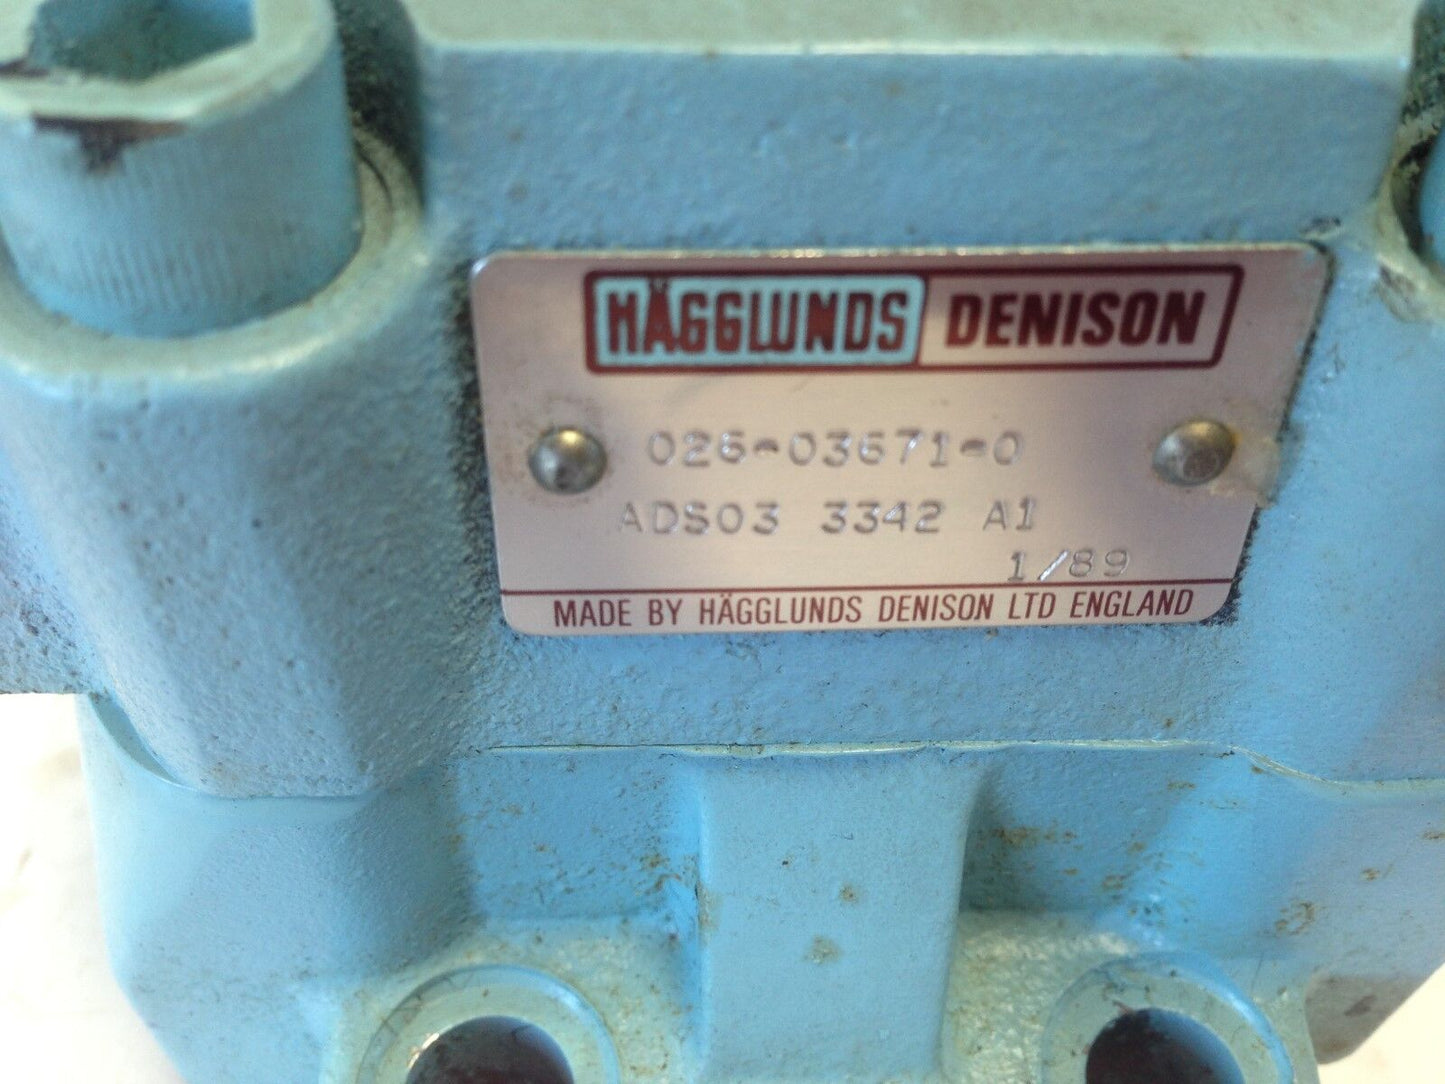 HÄGGLUNDS DENISON
026-03671-0
ADS03 3342 A1
1/89
MADE BY HÄGGLUNDS DENISON LTD ENGLAND